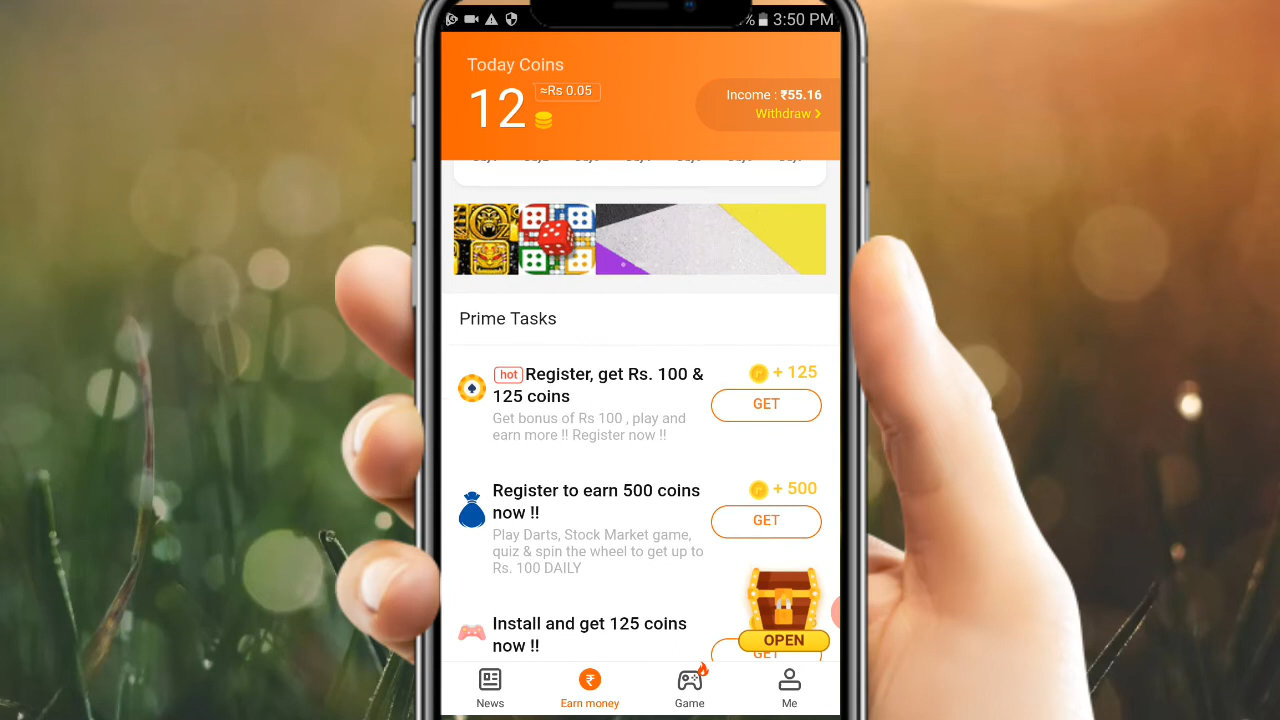 % 3:50 PM
Today Coins
12 ≈Rs 0.05
Income : ₹55.16
Withdraw >
Prime Tasks
hot Register, get Rs. 100 &
125 coins
+ 125
GET
Get bonus of Rs 100 , play and
earn more !! Register now !!
Register to earn 500 coins
now !!
+ 500
GET
Play Darts, Stock Market game,
quiz & spin the wheel to get up to
Rs. 100 DAILY
Install and get 125 coins
now !!
OPEN
GET
News
Earn money
Game
Me